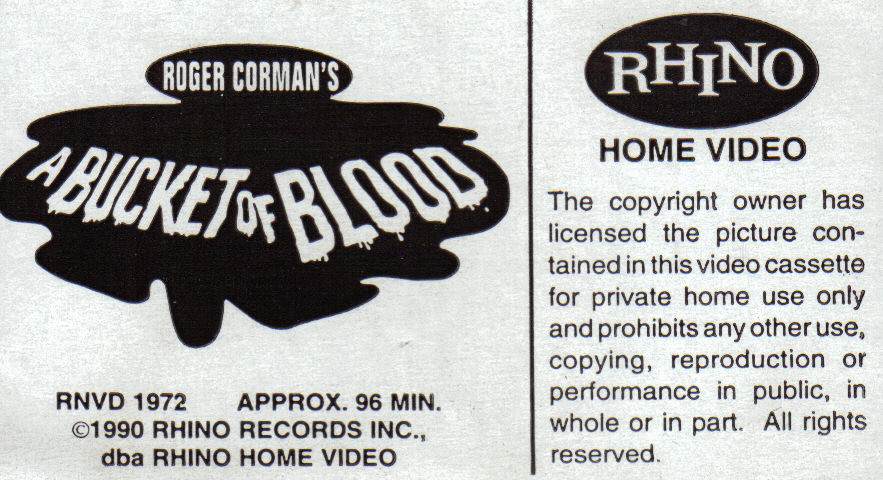 ROGER CORMAN'S
A BUCKET OF BLOOD
RNVD 1972 APPROX. 96 MIN.
©1990 RHINO RECORDS INC.,
dba RHINO HOME VIDEO
RHINO
HOME VIDEO
The copyright owner has
licensed the picture con-
tained in this video cassette
for private home use only
and prohibits any other use,
copying, reproduction or
performance in public, in
whole or in part. All rights
reserved.